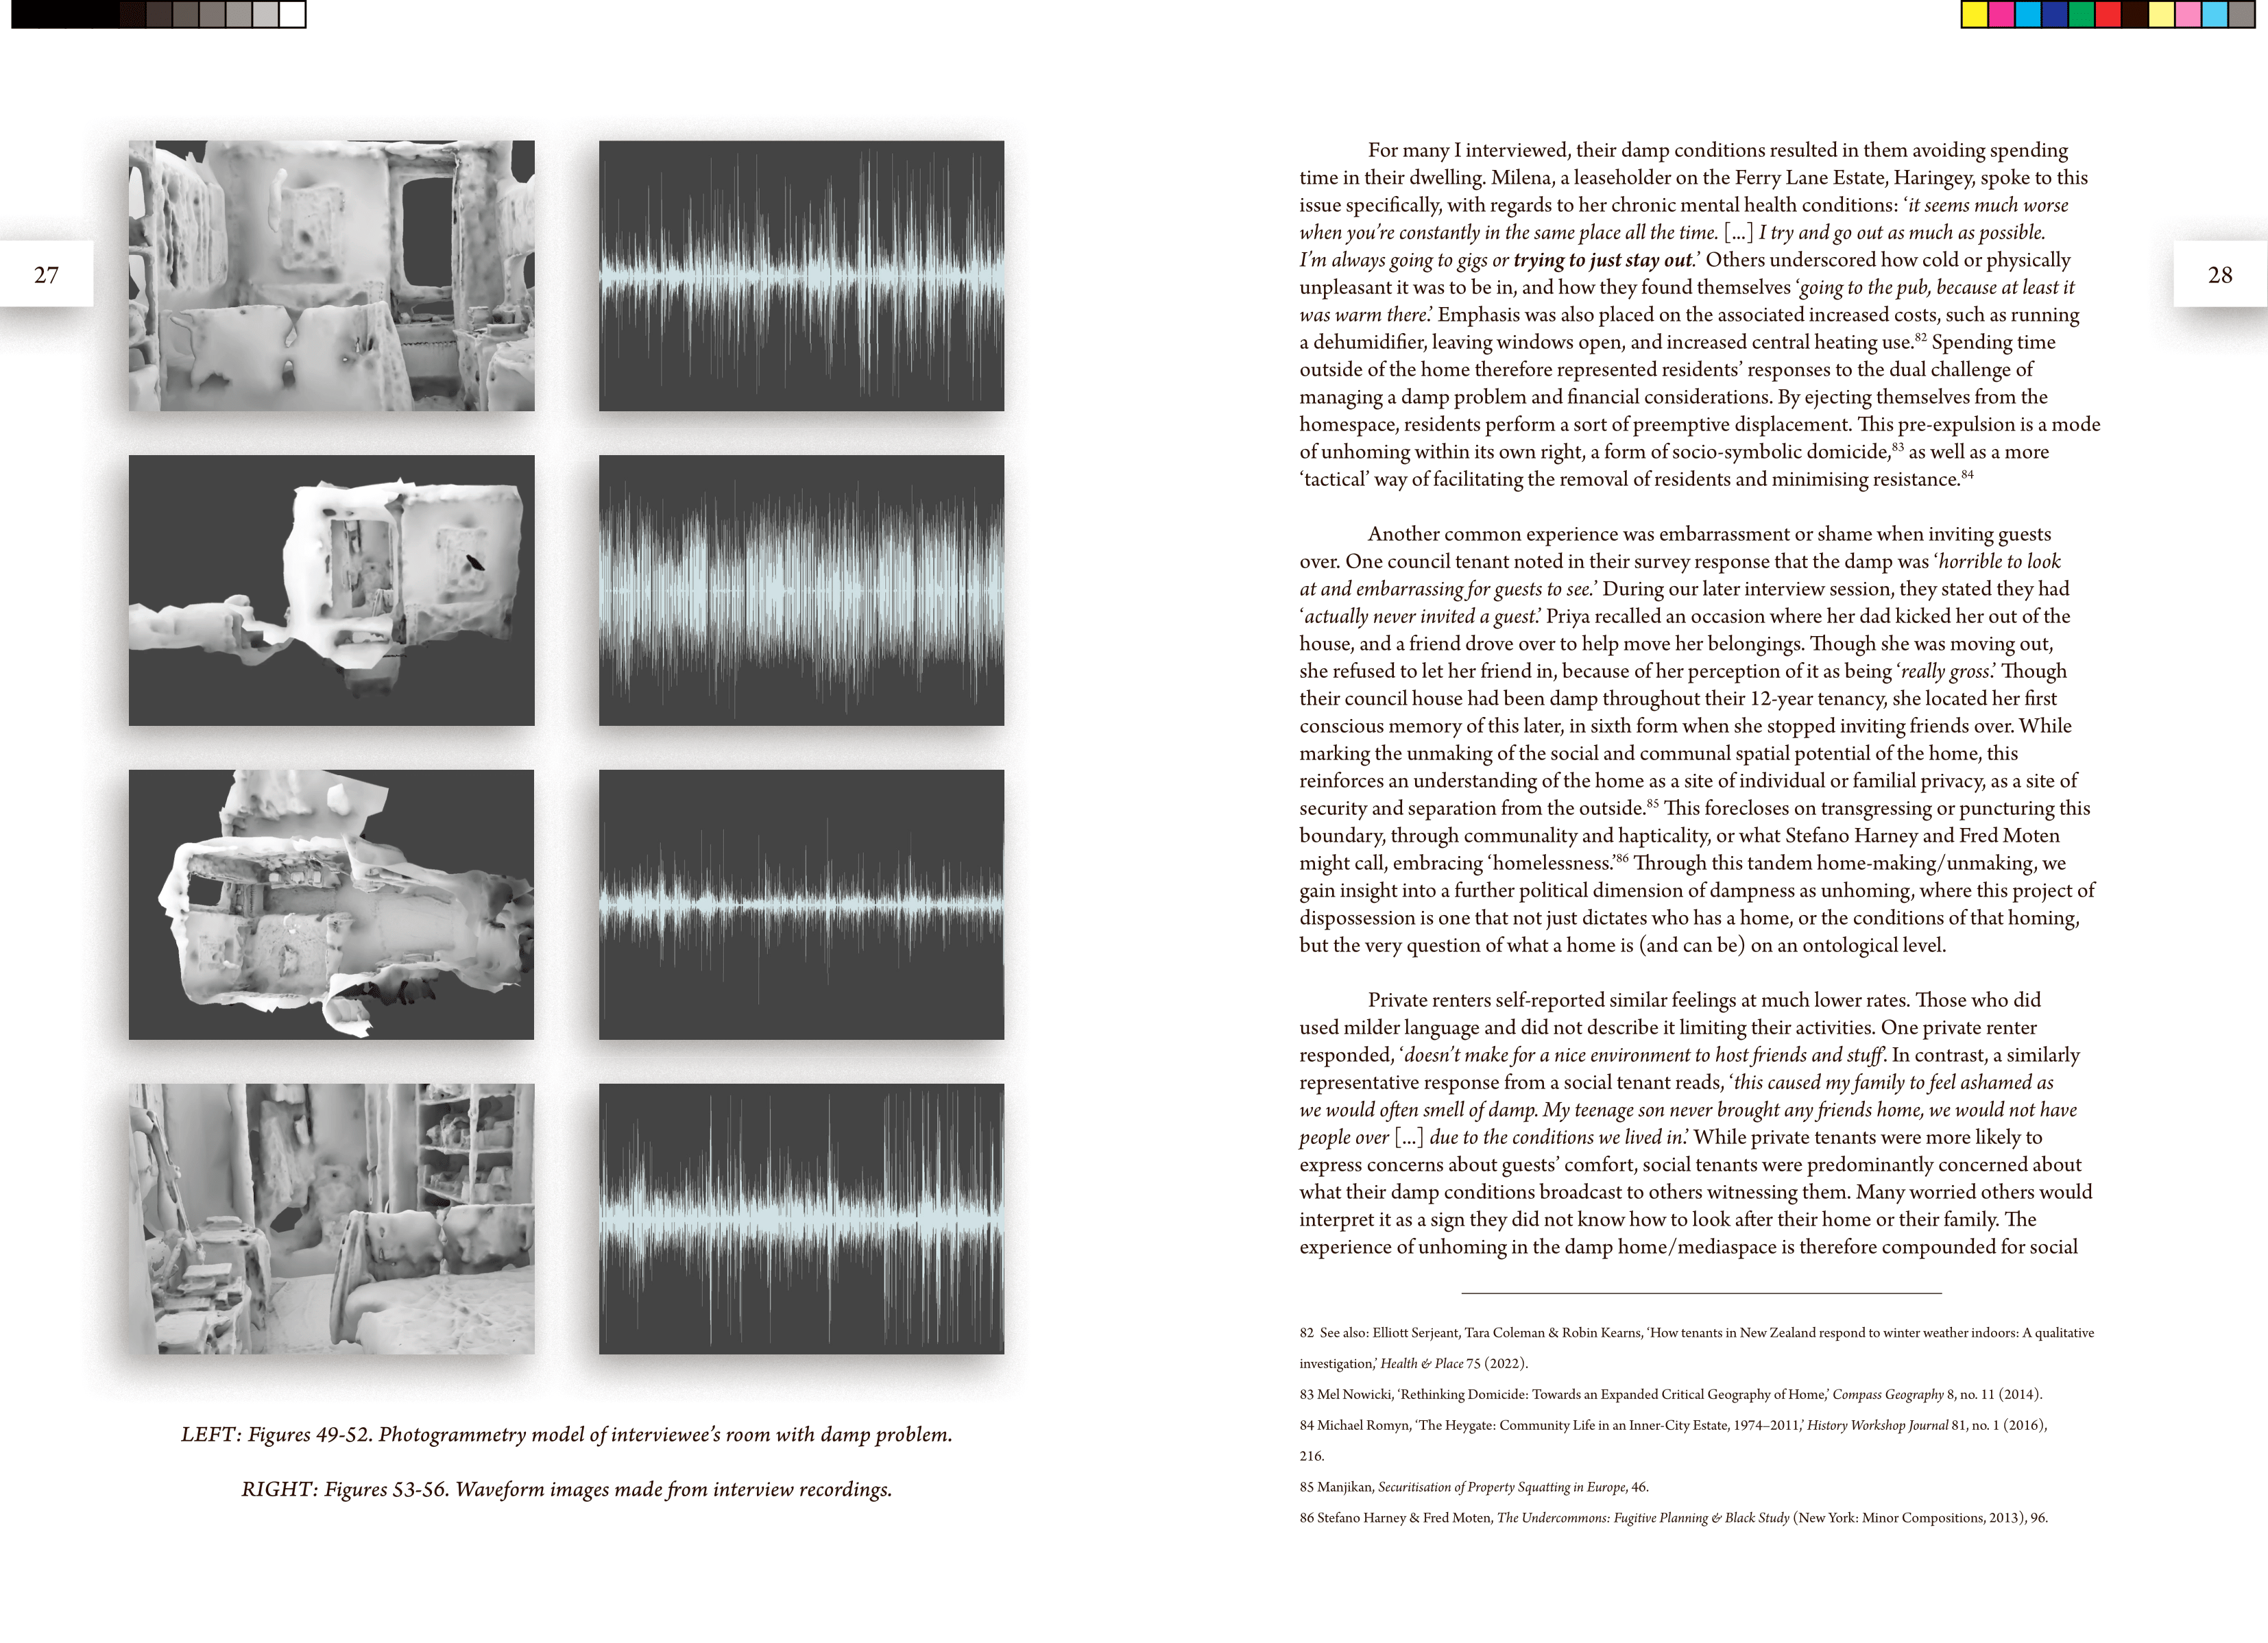 27
LEFT: Figures 49-52. Photogrammetry model of interviewee's room with damp problem.
RIGHT: Figures 53-56. Waveform images made from interview recordings.
28
For many I interviewed, their damp conditions resulted in them avoiding spending
time in their dwelling. Milena, a leaseholder on the Ferry Lane Estate, Haringey, spoke to this
issue specifically, with regards to her chronic mental health conditions: ‘it seems much worse
when you’re constantly in the same place all the time. [...] I try and go out as much as possible.
I’m always going to gigs or trying to just stay out.’ Others underscored how cold or physically
unpleasant it was to be in, and how they found themselves ‘going to the pub, because at least it
was warm there.’ Emphasis was also placed on the associated increased costs, such as running
a dehumidifier, leaving windows open, and increased central heating use.82 Spending time
outside of the home therefore represented residents’ responses to the dual challenge of
managing a damp problem and financial considerations. By ejecting themselves from the
homespace, residents perform a sort of preemptive displacement. This pre-expulsion is a mode
of unhoming within its own right, a form of socio-symbolic domicide,83 as well as a more
‘tactical’ way of facilitating the removal of residents and minimising resistance.84
Another common experience was embarrassment or shame when inviting guests
over. One council tenant noted in their survey response that the damp was ‘horrible to look
at and embarrassing for guests to see.’ During our later interview session, they stated they had
‘actually never invited a guest.’ Priya recalled an occasion where her dad kicked her out of the
house, and a friend drove over to help move her belongings. Though she was moving out,
she refused to let her friend in, because of her perception of it as being ‘really gross.’ Though
their council house had been damp throughout their 12-year tenancy, she located her first
conscious memory of this later, in sixth form when she stopped inviting friends over. While
marking the unmaking of the social and communal spatial potential of the home, this
reinforces an understanding of the home as a site of individual or familial privacy, as a site of
security and separation from the outside.85 This forecloses on transgressing or puncturing this
boundary, through communality and hapticality, or what Stefano Harney and Fred Moten
might call, embracing ‘homelessness.’86 Through this tandem home-making/unmaking, we
gain insight into a further political dimension of dampness as unhoming, where this project of
dispossession is one that not just dictates who has a home, or the conditions of that homing,
but the very question of what a home is (and can be) on an ontological level.
Private renters self-reported similar feelings at much lower rates. Those who did
used milder language and did not describe it limiting their activities. One private renter
responded, ‘doesn’t make for a nice environment to host friends and stuff’. In contrast, a similarly
representative response from a social tenant reads, ‘this caused my family to feel ashamed as
we would often smell of damp. My teenage son never brought any friends home, we would not have
people over [...] due to the conditions we lived in.’ While private tenants were more likely to
express concerns about guests’ comfort, social tenants were predominantly concerned about
what their damp conditions broadcast to others witnessing them. Many worried others would
interpret it as a sign they did not know how to look after their home or their family. The
experience of unhoming in the damp home/mediaspace is therefore compounded for social
82 See also: Elliott Serjeant, Tara Coleman & Robin Kearns, ‘How tenants in New Zealand respond to winter weather indoors: A qualitative
investigation,’ Health & Place 75 (2022).
83 Mel Nowicki, ‘Rethinking Domicide: Towards an Expanded Critical Geography of Home,’ Compass Geography 8, no. 11 (2014).
84 Michael Romyn, ‘The Heygate: Community Life in an Inner-City Estate, 1974–2011,’ History Workshop Journal 81, no. 1 (2016),
216.
85 Manjikan, Securitisation of Property Squatting in Europe, 46.
86 Stefano Harney & Fred Moten, The Undercommons: Fugitive Planning & Black Study (New York: Minor Compositions, 2013), 96.